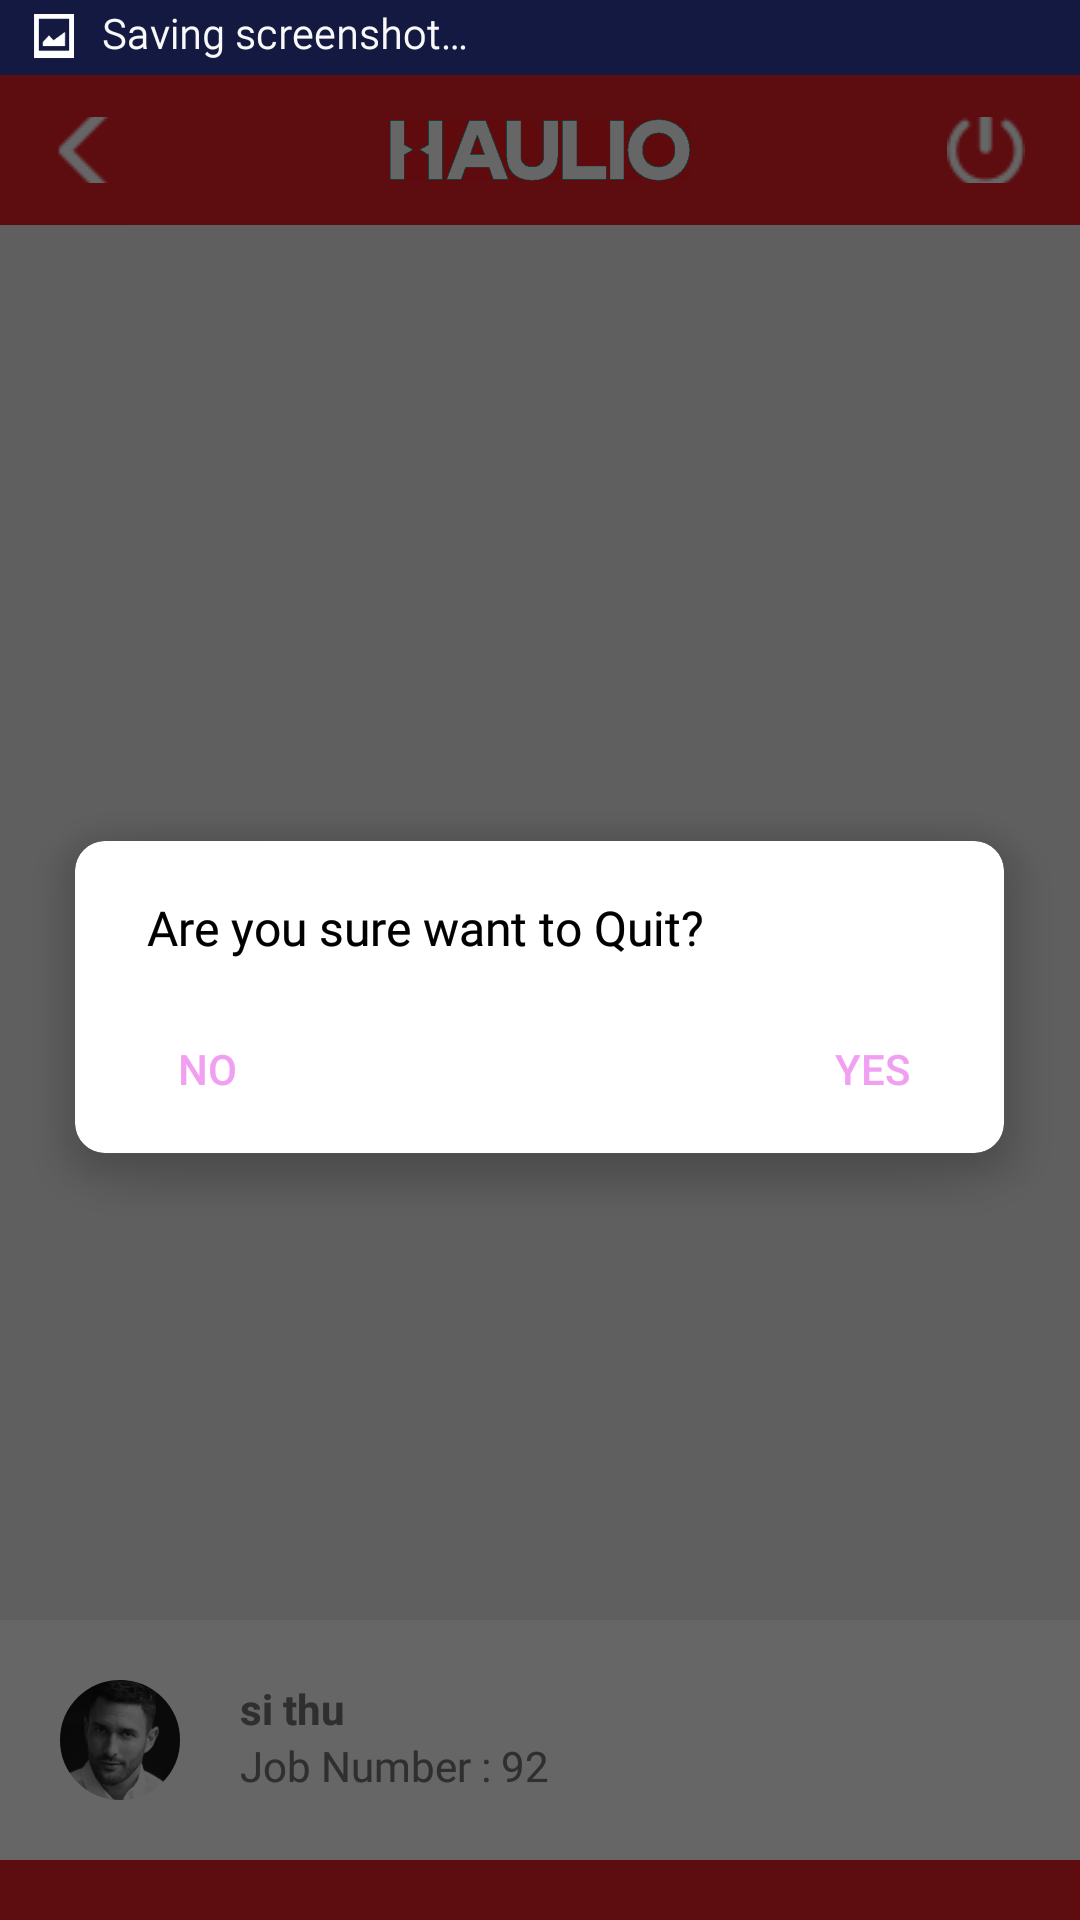 Saving screenshot...
HAULIO
Are you sure want to Quit?
NO
YES
si thu
Job Number : 92